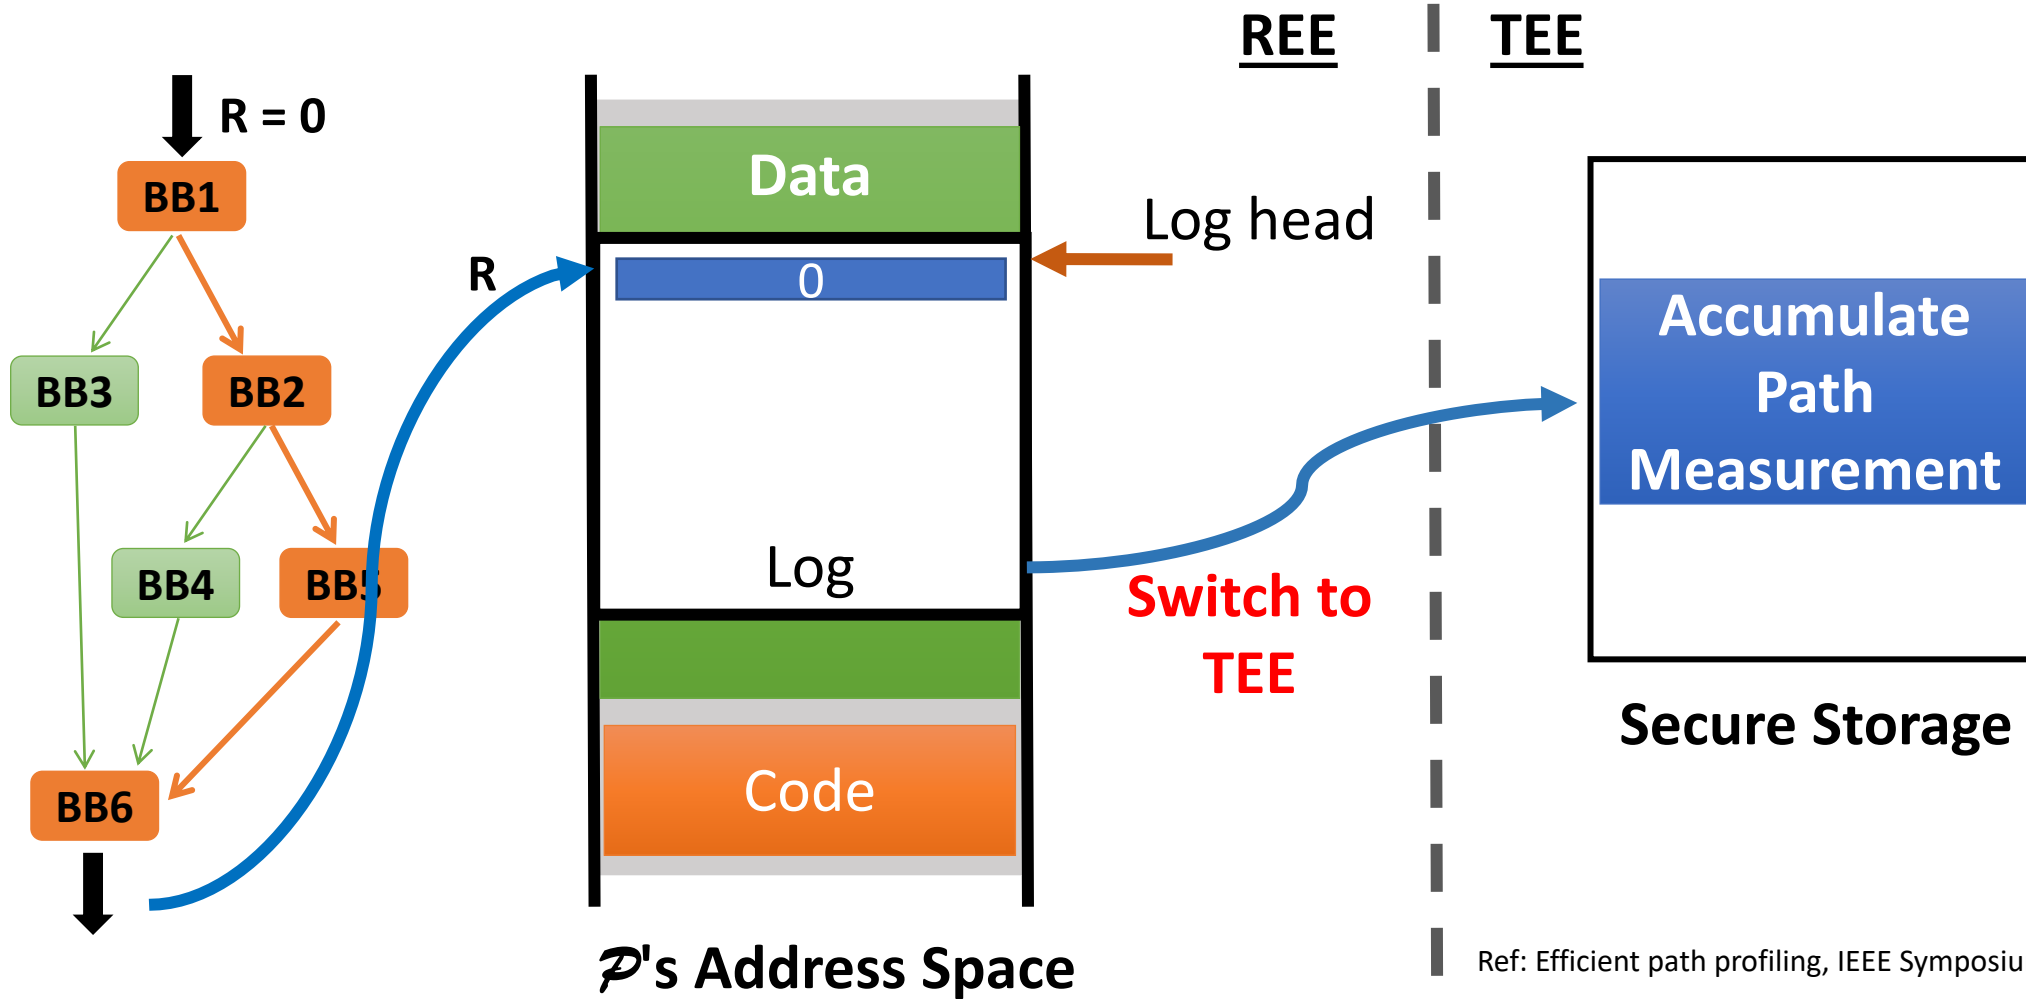 REE
TEE
R = 0
BB1
Data
Log head
R
0
BB3
BB2
Accumulate
Path
Measurement
BB4
BB5
Log
Switch to
TEE
Secure Storage
BB6
Code
𝒫's Address Space
Ref: Efficient path profiling, IEEE Symposiu